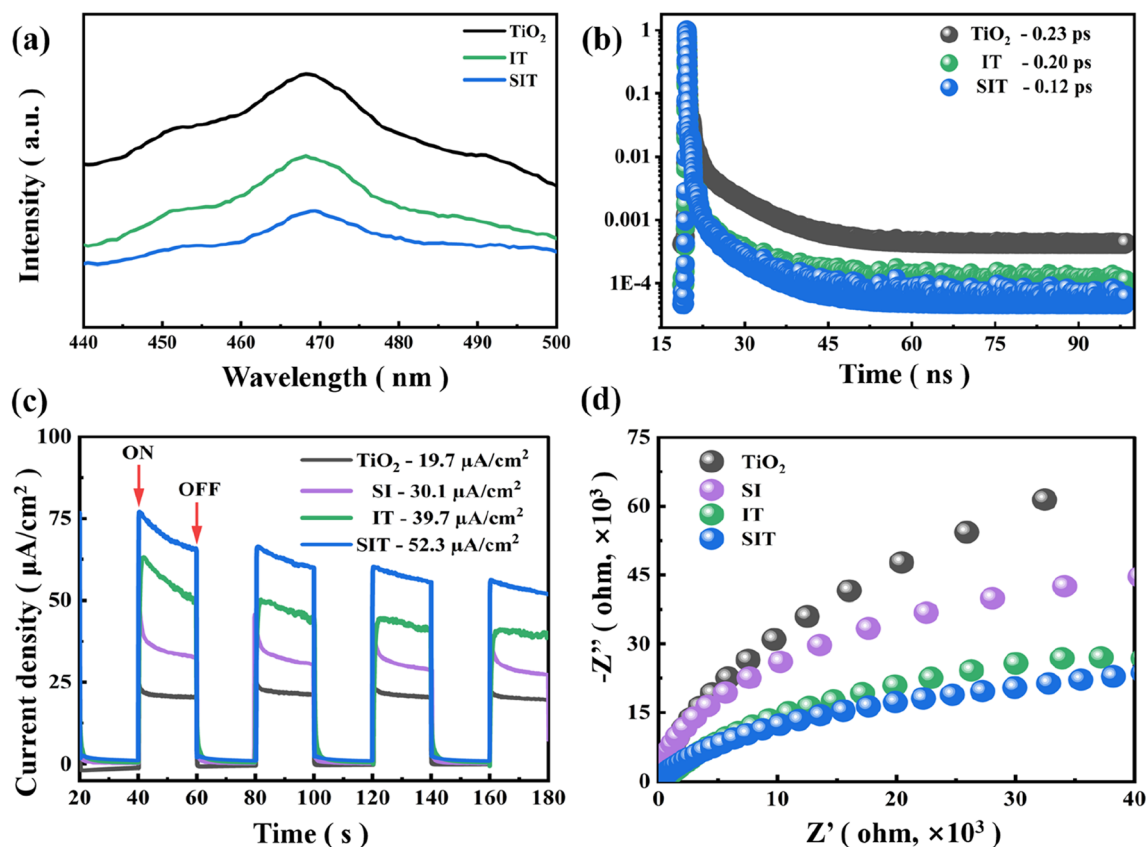 (a)
TiO₂
IT
SIT
Intensity ( a.u. )
440 450 460 470 480 490 500
Wavelength ( nm )
(b)
TiO₂ - 0.23 ps
IT - 0.20 ps
SIT - 0.12 ps
1
0.1
0.01
0.001
1E-4
15 30 45 60 75 90
Time ( ns )
(c)
ON
OFF
TiO₂ - 19.7 μA/cm²
SI - 30.1 μA/cm²
IT - 39.7 μA/cm²
SIT - 52.3 μA/cm²
Current density ( μA/cm² )
100
75
50
25
0
20 40 60 80 100 120 140 160 180
Time ( s )
(d)
TiO₂
SI
IT
SIT
-Z” ( ohm, ×10³ )
75
60
45
30
15
0
0 10 20 30 40
Z’ ( ohm, ×10³ )